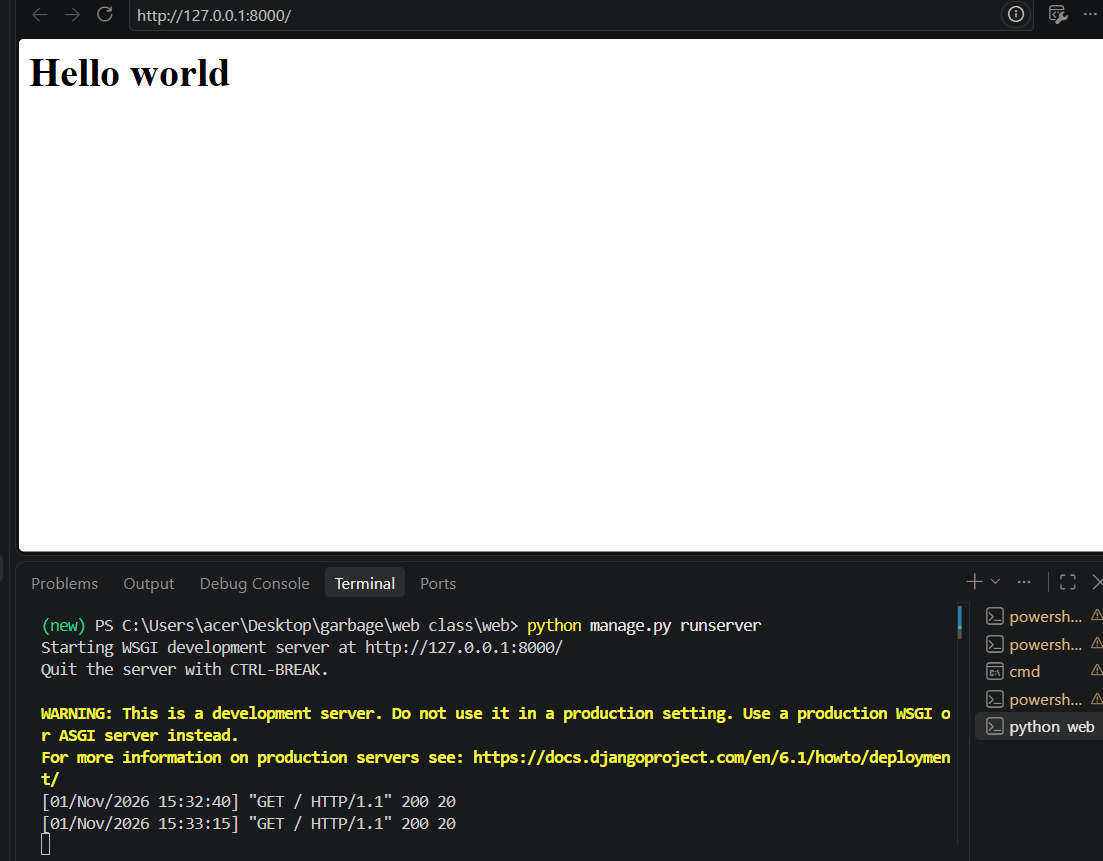 http://127.0.0.1:8000/
Hello world
Problems Output Debug Console Terminal Ports
(new) PS C:\Users\acer\Desktop\garbage\web class\web> python manage.py runserver
Starting WSGI development server at http://127.0.0.1:8000/
Quit the server with CTRL-BREAK.
WARNING: This is a development server. Do not use it in a production setting. Use a production WSGI o
r ASGI server instead.
For more information on production servers see: https://docs.djangoproject.com/en/6.1/howto/deploymen
t/
[01/Nov/2026 15:32:40] "GET / HTTP/1.1" 200 20
[01/Nov/2026 15:33:15] "GET / HTTP/1.1" 200 20
powersh...
powersh...
cmd
powersh...
python web